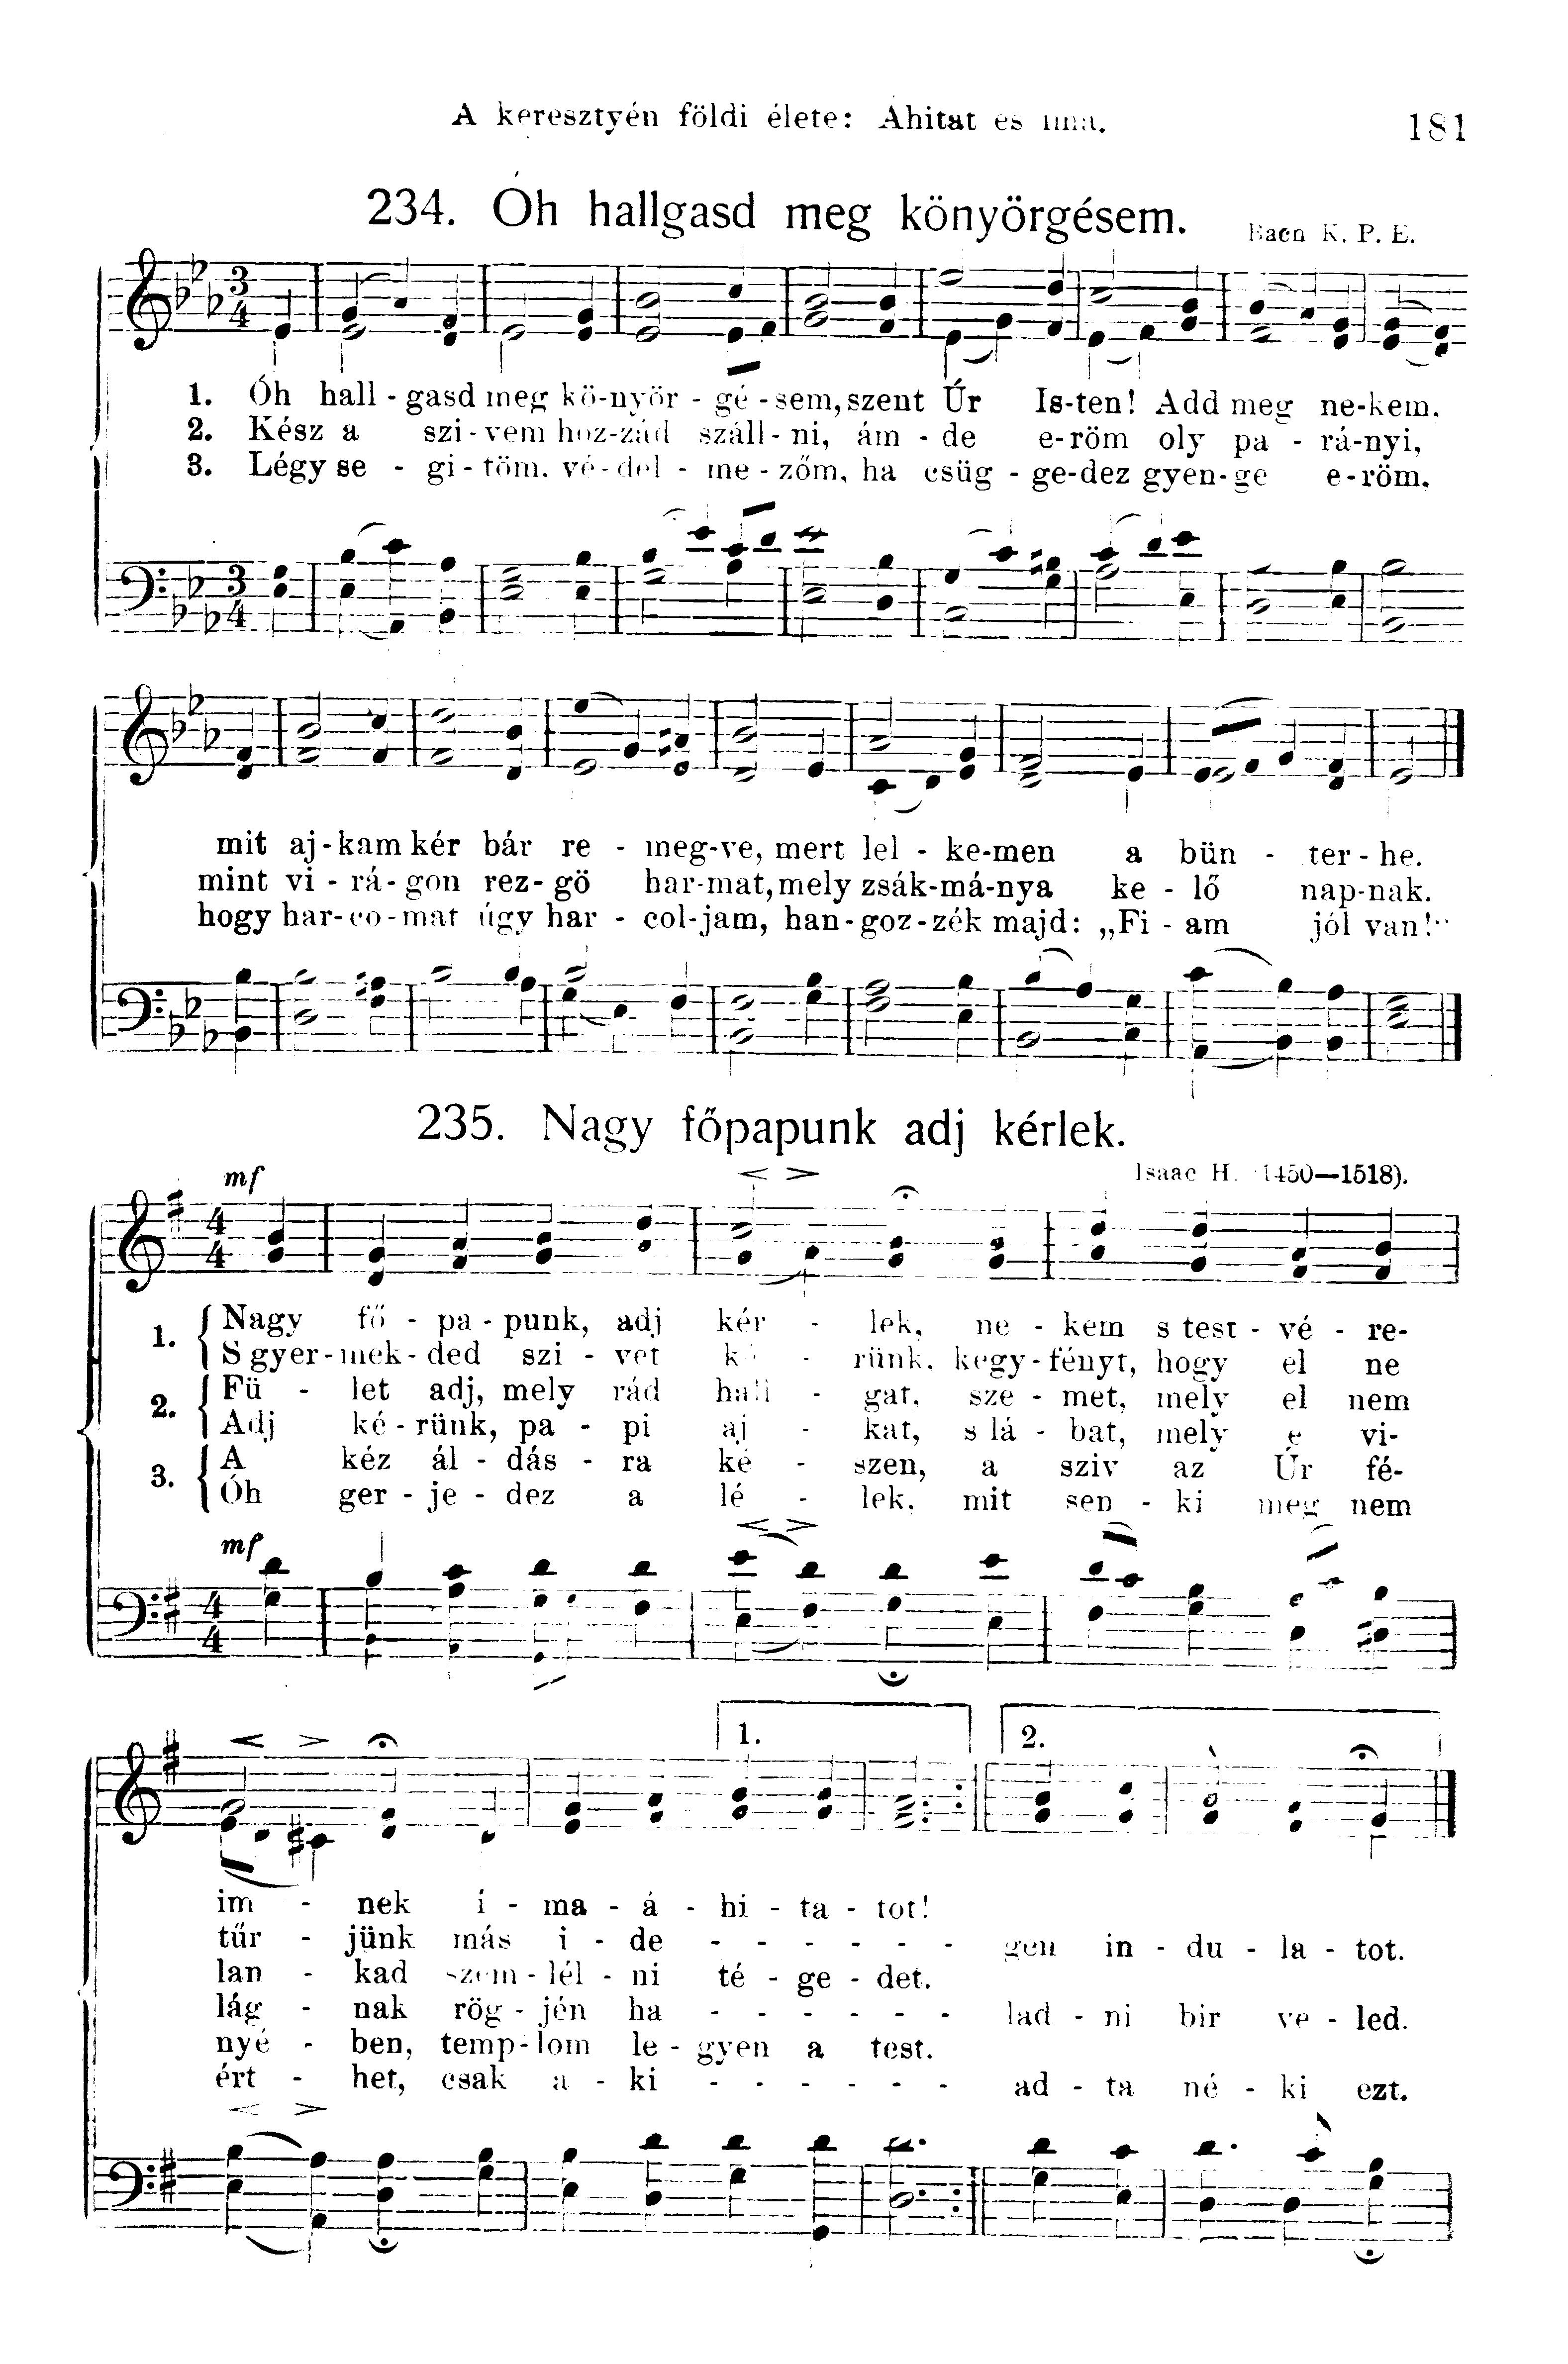 A keresztyén földi élete: Áhitat és ima.
181
234. Óh hallgasd meg könyörgésem.
Bach K. P. E.
3
4
1. Óh hall - gasd meg kö-nyör - gé - sem, szent Úr Is-ten! Add meg ne-kem,
2. Kész a szi - vem hoz-zád száll - ni, ám - de e-röm oly pa - rá-nyi,
3. Légy se - gi - töm, vé - del - me - zőm, ha csüg - ge-dez gyen-ge e-röm,
3
4
mit aj-kam kér bár re - meg-ve, mert lel - ke-men a bün - ter - he.
mint vi - rá - gon rez-gö har-mat, mely zsák-má-nya ke - lő nap-nak.
hogy har-co-mat úgy har - col-jam, han-goz-zék majd: „Fi - am jól van!"
235. Nagy főpapunk adj kérlek.
mf
Isaac H. (1450—1518).
4
4
1. Nagy fő - pa - punk, adj kér - lek, ne - kem s test - vé - re-
S gyer-mek-ded szi - vet - rünk, kegy-fényt, hogy el ne
2. Fü - let adj, mely rád hall - gat, sze - met, mely el nem
Adj ké - rünk, pa - pi aj - kat, s lá - bat, mely e vi-
3. A kéz ál - dás - ra ké - szen, a sziv az Úr fé-
Óh ger - je - dez a lé - lek, mit sen - ki meg nem
mf
4
4
1.
2.
im - nek í - ma - á - hi - ta - tot!
tűr - jünk más i - de - - - - - - gen in - du - la - tot.
lan - kad szem - lél - ni té - ge - det.
lág - nak rög - jén ha - - - - - - lad - ni bir ve - led.
nyé - ben, temp-lom le - gyen a test.
ért - het, csak a - ki - - - - - - ad - ta né - ki ezt.